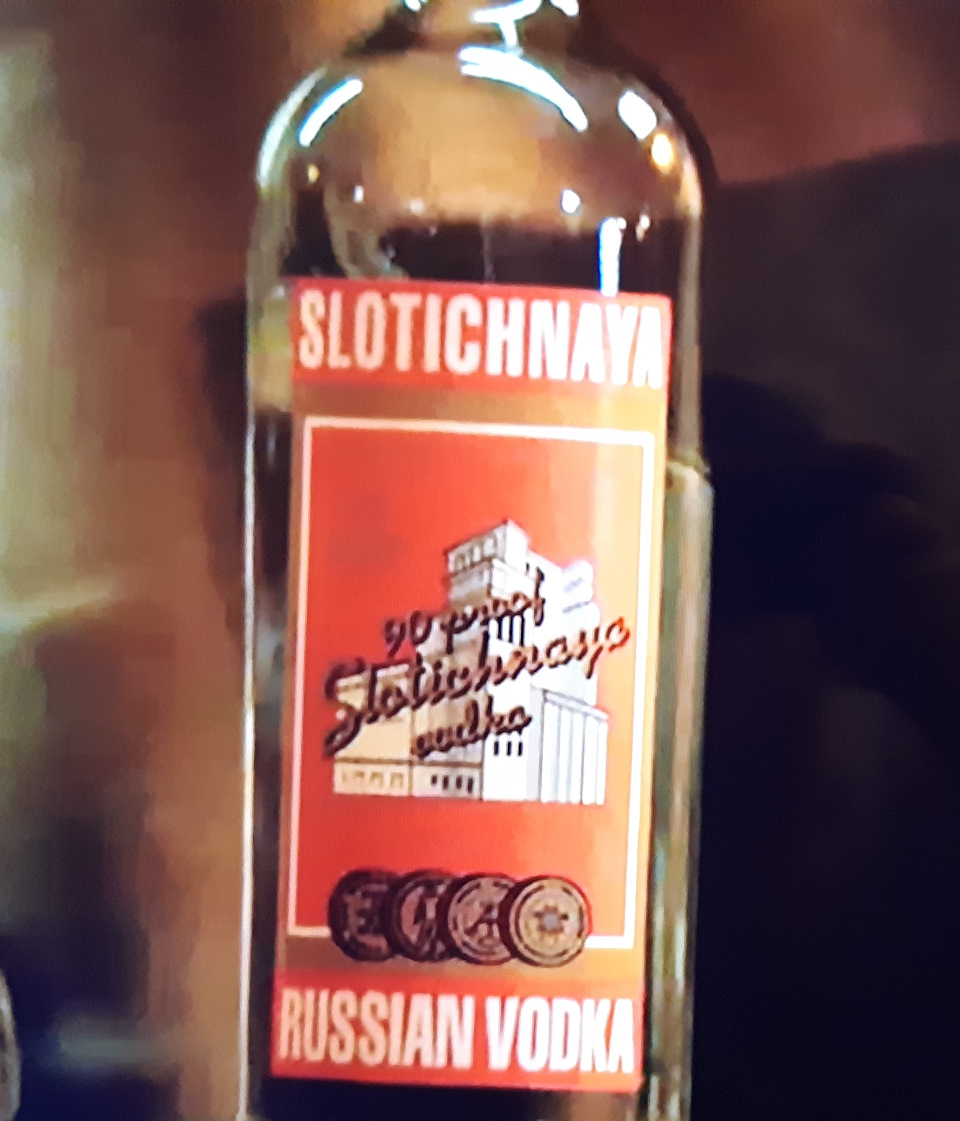 SLOTICHNAYA
90 proof
Slotichnaya
vodka
RUSSIAN VODKA